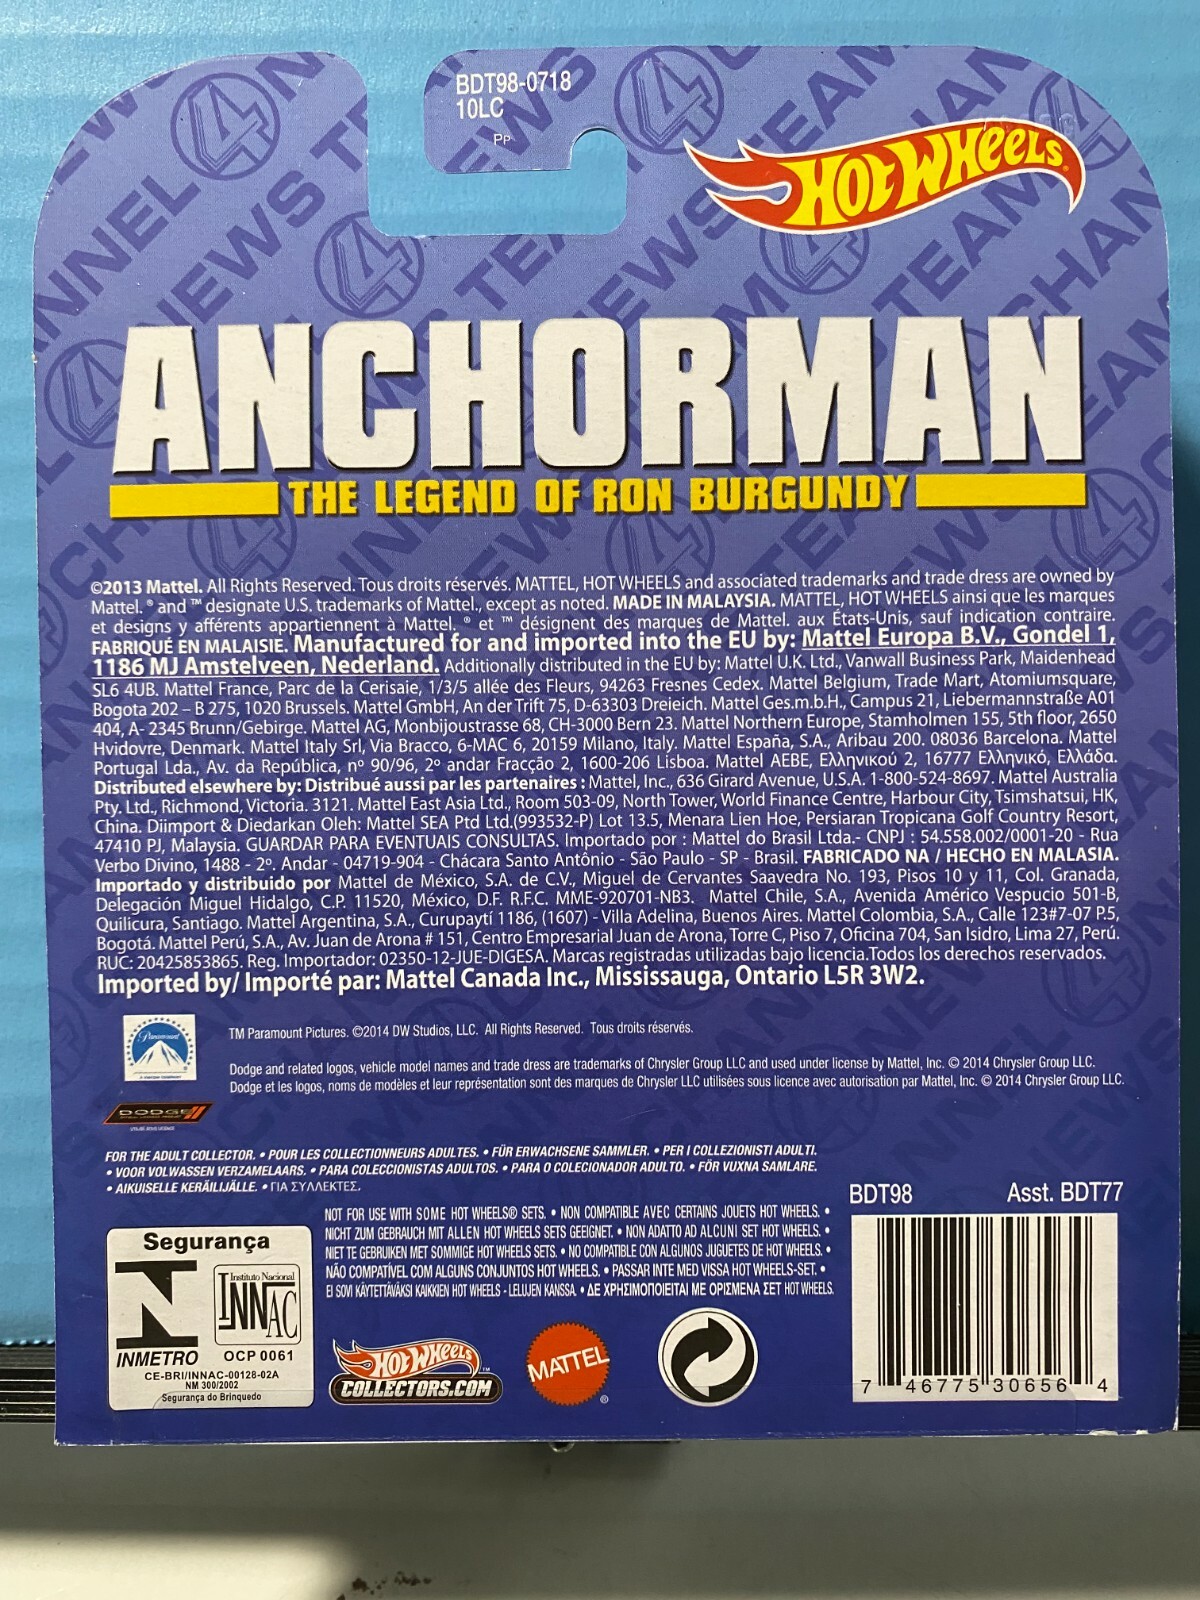 BDT98-0718
10LC
PP
HOT WHEELS
ANCHORMAN
THE LEGEND OF RON BURGUNDY
©2013 Mattel. All Rights Reserved. Tous droits réservés. MATTEL, HOT WHEELS and associated trademarks and trade dress are owned by
Mattel. ® and ™ designate U.S. trademarks of Mattel., except as noted. MADE IN MALAYSIA. MATTEL, HOT WHEELS ainsi que les marques
et designs y afférents appartiennent à Mattel. ® et ™ désignent des marques de Mattel. aux États-Unis, sauf indication contraire.
FABRIQUÉ EN MALAISIE. Manufactured for and imported into the EU by: Mattel Europa B.V., Gondel 1,
1186 MJ Amstelveen, Nederland. Additionally distributed in the EU by: Mattel U.K. Ltd., Vanwall Business Park, Maidenhead
SL6 4UB. Mattel France, Parc de la Cerisaie, 1/3/5 allée des Fleurs, 94263 Fresnes Cedex. Mattel Belgium, Trade Mart, Atomiumsquare,
Bogota 202 – B 275, 1020 Brussels. Mattel GmbH, An der Trift 75, D-63303 Dreieich. Mattel Ges.m.b.H., Campus 21, Liebermannstraße A01
404, A- 2345 Brunn/Gebirge. Mattel AG, Monbijoustrasse 68, CH-3000 Bern 23. Mattel Northern Europe, Stamholmen 155, 5th floor, 2650
Hvidovre, Denmark. Mattel Italy Srl, Via Bracco, 6-MAC 6, 20159 Milano, Italy. Mattel España, S.A., Aribau 200. 08036 Barcelona. Mattel
Portugal Lda., Av. da República, nº 90/96, 2º andar Fracção 2, 1600-206 Lisboa. Mattel AEBE, Ελληνικού 2, 16777 Ελληνικό, Ελλάδα.
Distributed elsewhere by: Distribué aussi par les partenaires : Mattel, Inc., 636 Girard Avenue, U.S.A. 1-800-524-8697. Mattel Australia
Pty. Ltd., Richmond, Victoria. 3121. Mattel East Asia Ltd., Room 503-09, North Tower, World Finance Centre, Harbour City, Tsimshatsui, HK,
China. Diimport & Diedarkan Oleh: Mattel SEA Ptd Ltd.(993532-P) Lot 13.5, Menara Lien Hoe, Persiaran Tropicana Golf Country Resort,
47410 PJ, Malaysia. GUARDAR PARA EVENTUAIS CONSULTAS. Importado por : Mattel do Brasil Ltda.- CNPJ : 54.558.002/0001-20 - Rua
Verbo Divino, 1488 - 2º. Andar - 04719-904 - Chácara Santo Antônio - São Paulo - SP - Brasil. FABRICADO NA / HECHO EN MALASIA.
Importado y distribuido por Mattel de México, S.A. de C.V., Miguel de Cervantes Saavedra No. 193, Pisos 10 y 11, Col. Granada,
Delegación Miguel Hidalgo, C.P. 11520, México, D.F. R.F.C. MME-920701-NB3. Mattel Chile, S.A., Avenida Américo Vespucio 501-B,
Quilicura, Santiago. Mattel Argentina, S.A., Curupaytí 1186, (1607) - Villa Adelina, Buenos Aires. Mattel Colombia, S.A., Calle 123#7-07 P.5,
Bogotá. Mattel Perú, S.A., Av. Juan de Arona # 151, Centro Empresarial Juan de Arona, Torre C, Piso 7, Oficina 704, San Isidro, Lima 27, Perú.
RUC: 20425853865. Reg. Importador: 02350-12-JUE-DIGESA. Marcas registradas utilizadas bajo licencia.Todos los derechos reservados.
Imported by/ Importé par: Mattel Canada Inc., Mississauga, Ontario L5R 3W2.
Paramount
TM Paramount Pictures. ©2014 DW Studios, LLC. All Rights Reserved. Tous droits réservés.
Dodge and related logos, vehicle model names and trade dress are trademarks of Chrysler Group LLC and used under license by Mattel, Inc. © 2014 Chrysler Group LLC.
Dodge et les logos, noms de modèles et leur représentation sont des marques de Chrysler LLC utilisées sous licence avec autorisation par Mattel, Inc. © 2014 Chrysler Group LLC.
DODGE
FOR THE ADULT COLLECTOR. • POUR LES COLLECTIONNEURS ADULTES. • FÜR ERWACHSENE SAMMLER. • PER I COLLEZIONISTI ADULTI.
• VOOR VOLWASSEN VERZAMELAARS. • PARA COLECCIONISTAS ADULTOS. • PARA O COLECIONADOR ADULTO. • FÖR VUXNA SAMLARE.
• AIKUISELLE KERÄILIJÄLLE. • ΓΙΑ ΣΥΛΛΕΚΤΕΣ.
BDT98 Asst. BDT77
NOT FOR USE WITH SOME HOT WHEELS® SETS. • NON COMPATIBLE AVEC CERTAINS JOUETS HOT WHEELS. •
NICHT ZUM GEBRAUCH MIT ALLEN HOT WHEELS SETS GEEIGNET. • NON ADATTO AD ALCUNI SET HOT WHEELS. •
NIET TE GEBRUIKEN MET SOMMIGE HOT WHEELS SETS. • NO COMPATIBLE CON ALGUNOS JUGUETES DE HOT WHEELS. •
NÃO COMPATÍVEL COM ALGUNS CONJUNTOS HOT WHEELS. • PASSAR INTE MED VISSA HOT WHEELS-SET. •
EI SOVI KÄYTETTÄVÄKSI KAIKKIEN HOT WHEELS - LELUJEN KANSSA. • ΔΕ ΧΡΗΣΙΜΟΠΟΙΕΙΤΑΙ ΜΕ ΟΡΙΣΜΕΝΑ ΣΕΤ HOT WHEELS.
Segurança
Instituto Nacional
INNAC
INMETRO OCP 0061
CE-BRI/INNAC-00128-02A
NM 300/2002
Segurança do Brinquedo
HOT WHEELS™
COLLECTORS.COM
MATTEL®
7 46775 30656 4